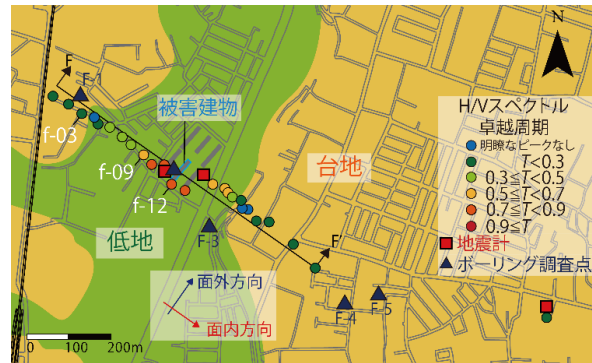 N
F
F-1
被害建物
H/Vスペクトル
卓越周期
明瞭なピークなし
T<0.3
0.3≦T<0.5
0.5≦T<0.7
0.7≦T<0.9
0.9≦T
地震計
ボーリング調査点
f-03
f-09
f-12
台地
低地
F-3
F'
F-4
F-5
面外方向
面内方向
0 100 200m